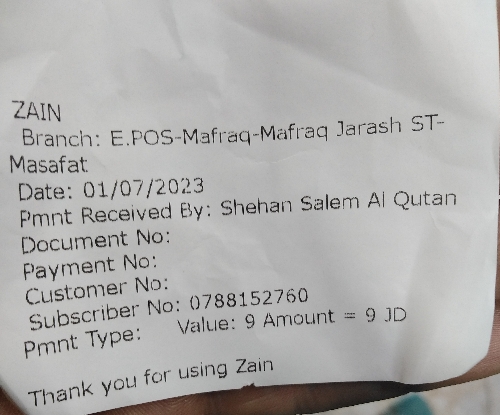 ZAIN
Branch: E.POS-Mafraq-Mafraq Jarash ST-
Masafat
Date: 01/07/2023
Pmnt Received By: Shehan Salem Al Qutan
Document No:
Payment No:
Customer No:
Subscriber No: 0788152760
Pmnt Type: Value: 9 Amount = 9 JD
Thank you for using Zain